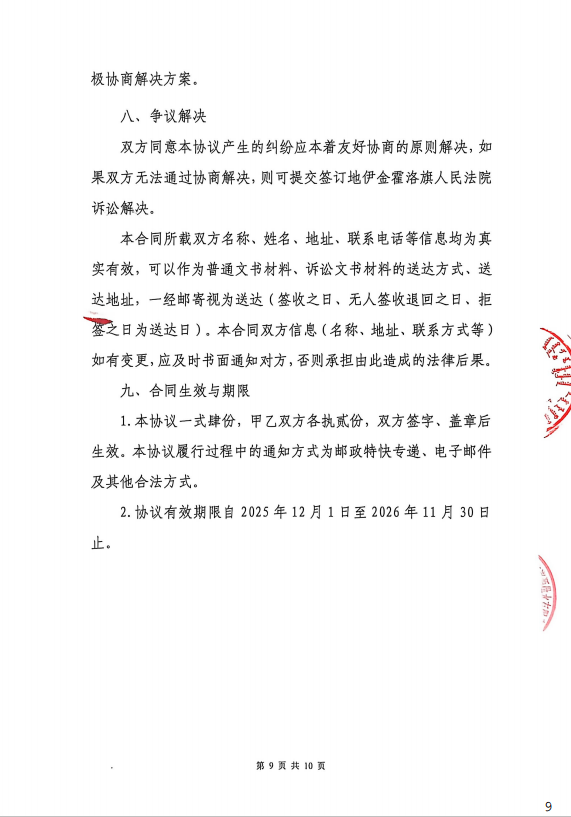 极协商解决方案。
八、争议解决
双方同意本协议产生的纠纷应本着友好协商的原则解决，如
果双方无法通过协商解决，则可提交签订地伊金霍洛旗人民法院
诉讼解决。
本合同所载双方名称、姓名、地址、联系电话等信息均为真
实有效，可以作为普通文书材料、诉讼文书材料的送达方式、送
达地址，一经邮寄视为送达（签收之日、无人签收退回之日、拒
签之日为送达日）。本合同双方信息（名称、地址、联系方式等）
如有变更，应及时书面通知对方，否则承担由此造成的法律后果。
九、合同生效与期限
1.本协议一式肆份，甲乙双方各执贰份，双方签字、盖章后
生效。本协议履行过程中的通知方式为邮政特快专递、电子邮件
及其他合法方式。
2.协议有效期限自 2025 年 12 月 1 日至 2026 年 11 月 30 日
止。
第 9 页 共 10 页
9